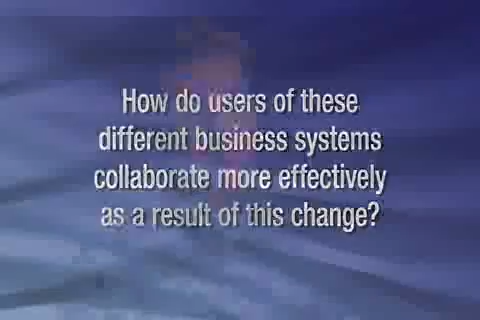 How do users of these
different business systems
collaborate more effectively
as a result of this change?